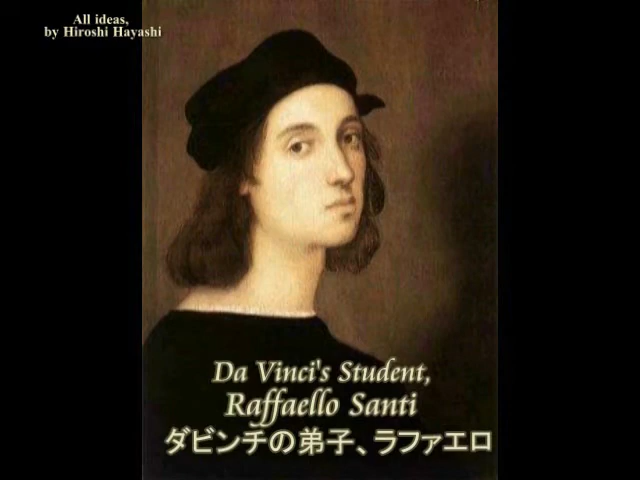 All ideas,
by Hiroshi Hayashi
Da Vinci's Student,
Raffaello Santi
ダビンチの弟子、ラファエロ